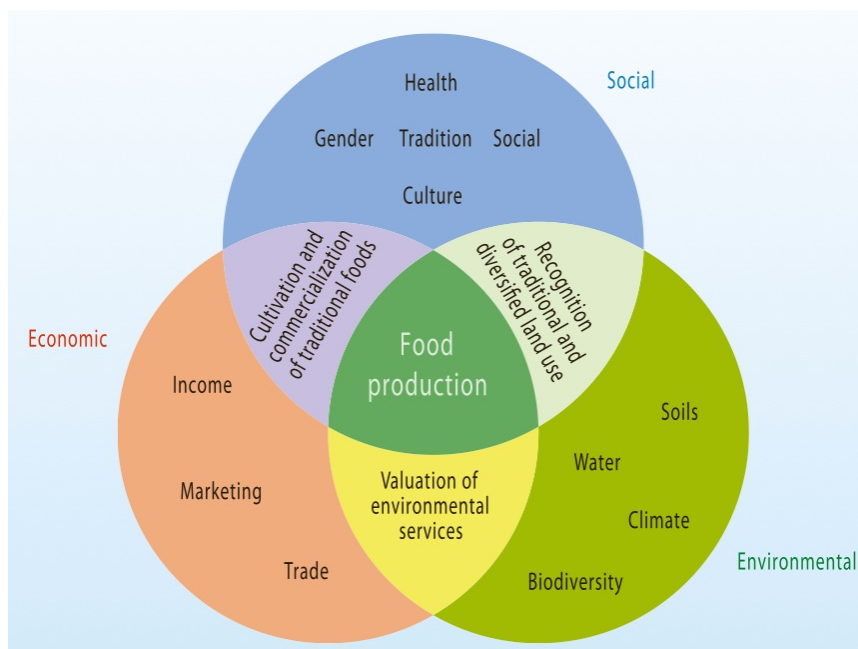 Health
Social
Gender Tradition Social
Culture
Cultivation and
commercialization
of traditional foods
Recognition
of traditional and
diversified land use
Economic
Food
production
Income
Soils
Water
Marketing
Valuation of
environmental
services
Climate
Trade
Biodiversity
Environmental